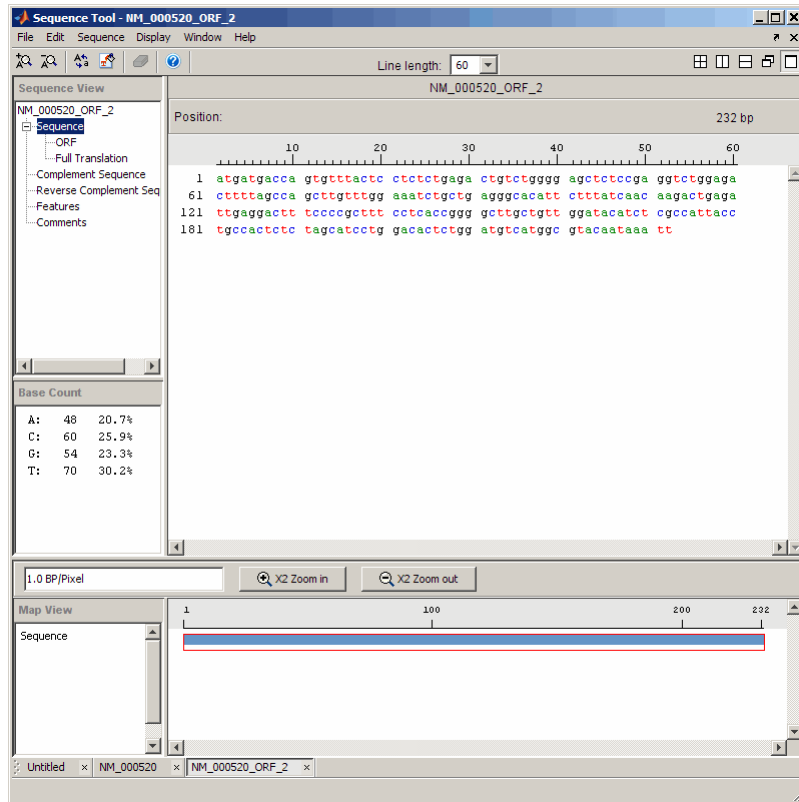 Sequence Tool - NM_000520_ORF_2
File Edit Sequence Display Window Help
Line length: 60
Sequence View
NM_000520_ORF_2
Sequence
ORF
Full Translation
Complement Sequence
Reverse Complement Seq
Features
Comments
NM_000520_ORF_2
Position: 232 bp
10 20 30 40 50 60
1 atgatgacca gtgtttactc ctctctgaga ctgtctgggg agctctccga ggtctggaga
61 cttttagcca gcttgtttgg aaatctgctg agggcacatt ctttatcaac aagactgaga
121 ttgaggactt tccccgcttt cctcaccggg gcttgctgtt ggatacatct cgccattacc
181 tgccactctc tagcatcctg gacactctgg atgtcatggc gtacaataaa tt
Base Count
A: 48 20.7%
C: 60 25.9%
G: 54 23.3%
T: 70 30.2%
1.0 BP/Pixel
X2 Zoom in
X2 Zoom out
Map View
Sequence
1 100 200 232
Untitled × NM_000520 × NM_000520_ORF_2 ×